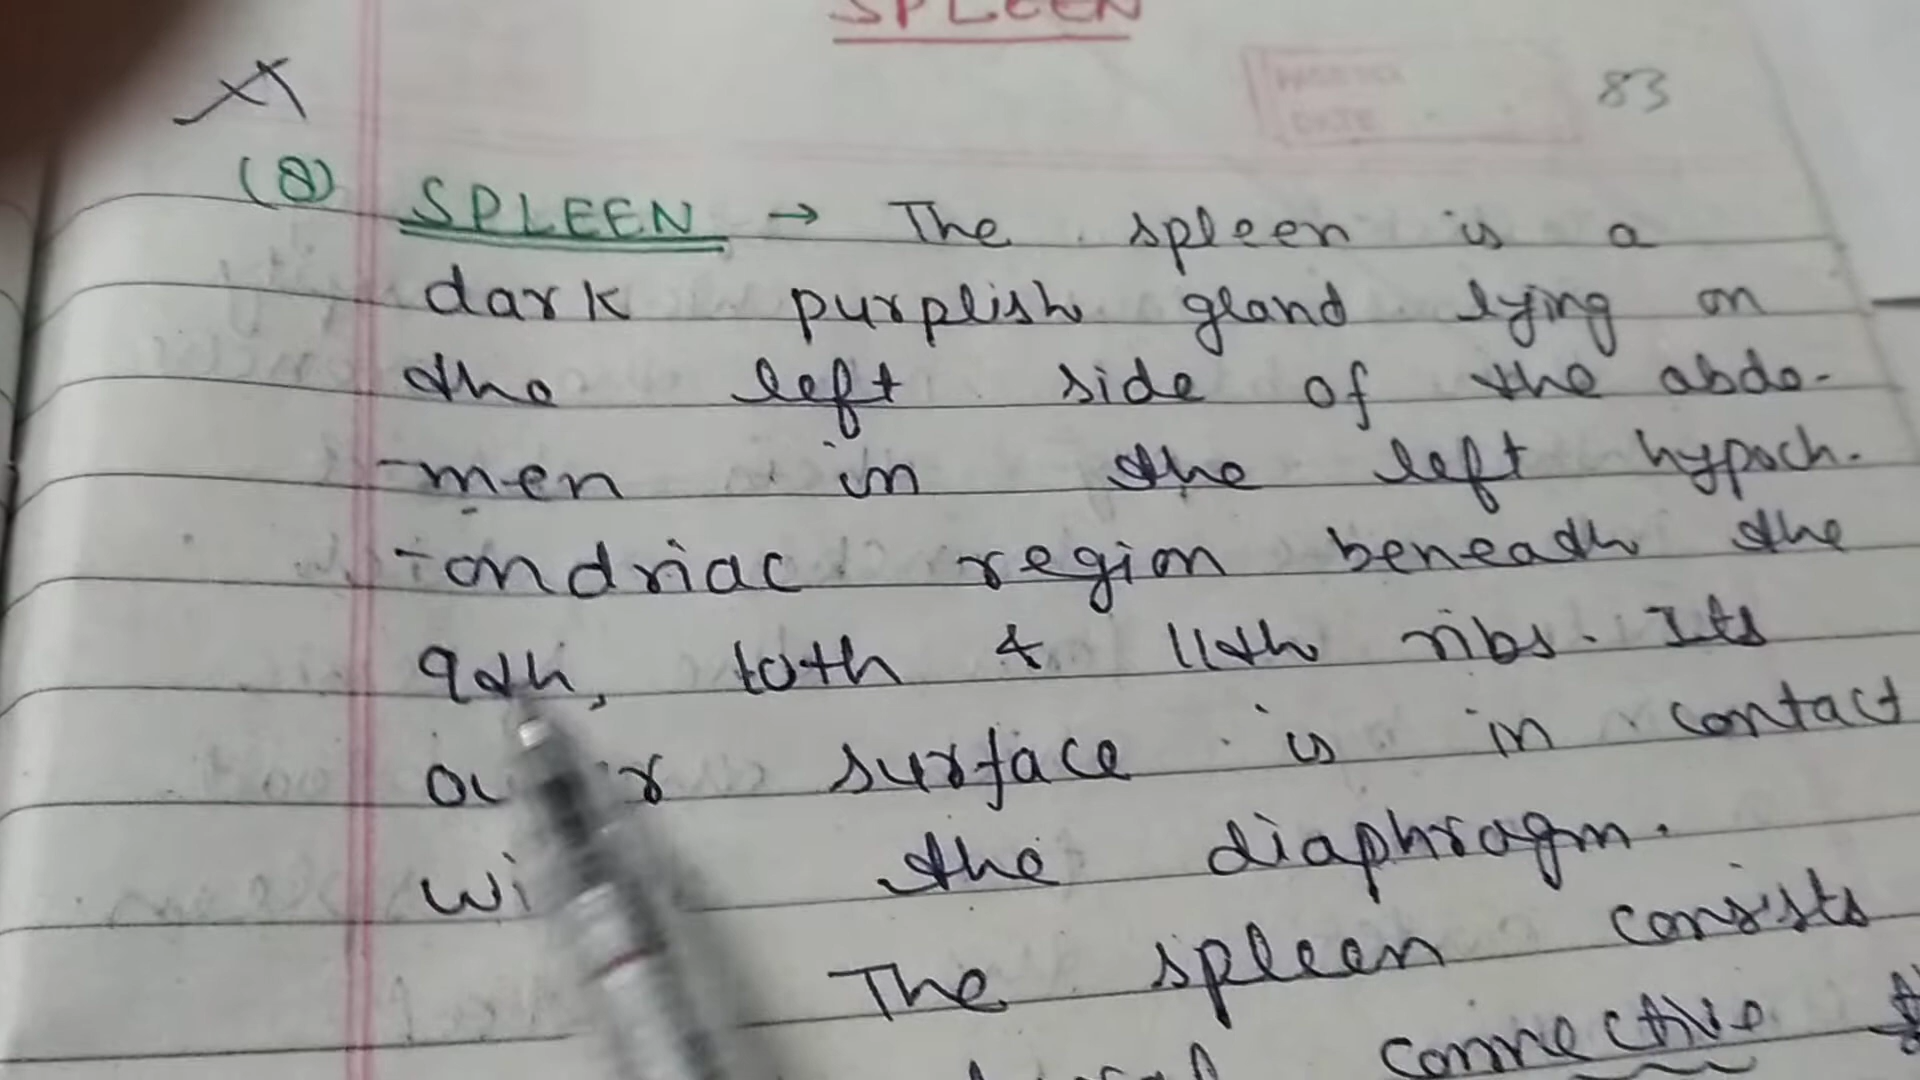 SPLEEN
83
(8) SPLEEN → The spleen is a
dark purplish gland lying on
the left side of the abdo-
-men in the left hypoch-
-ondriac region beneath the
9th, 10th & 11th ribs. Its
surface is in contact
the diaphragm.
The spleen consists
connective